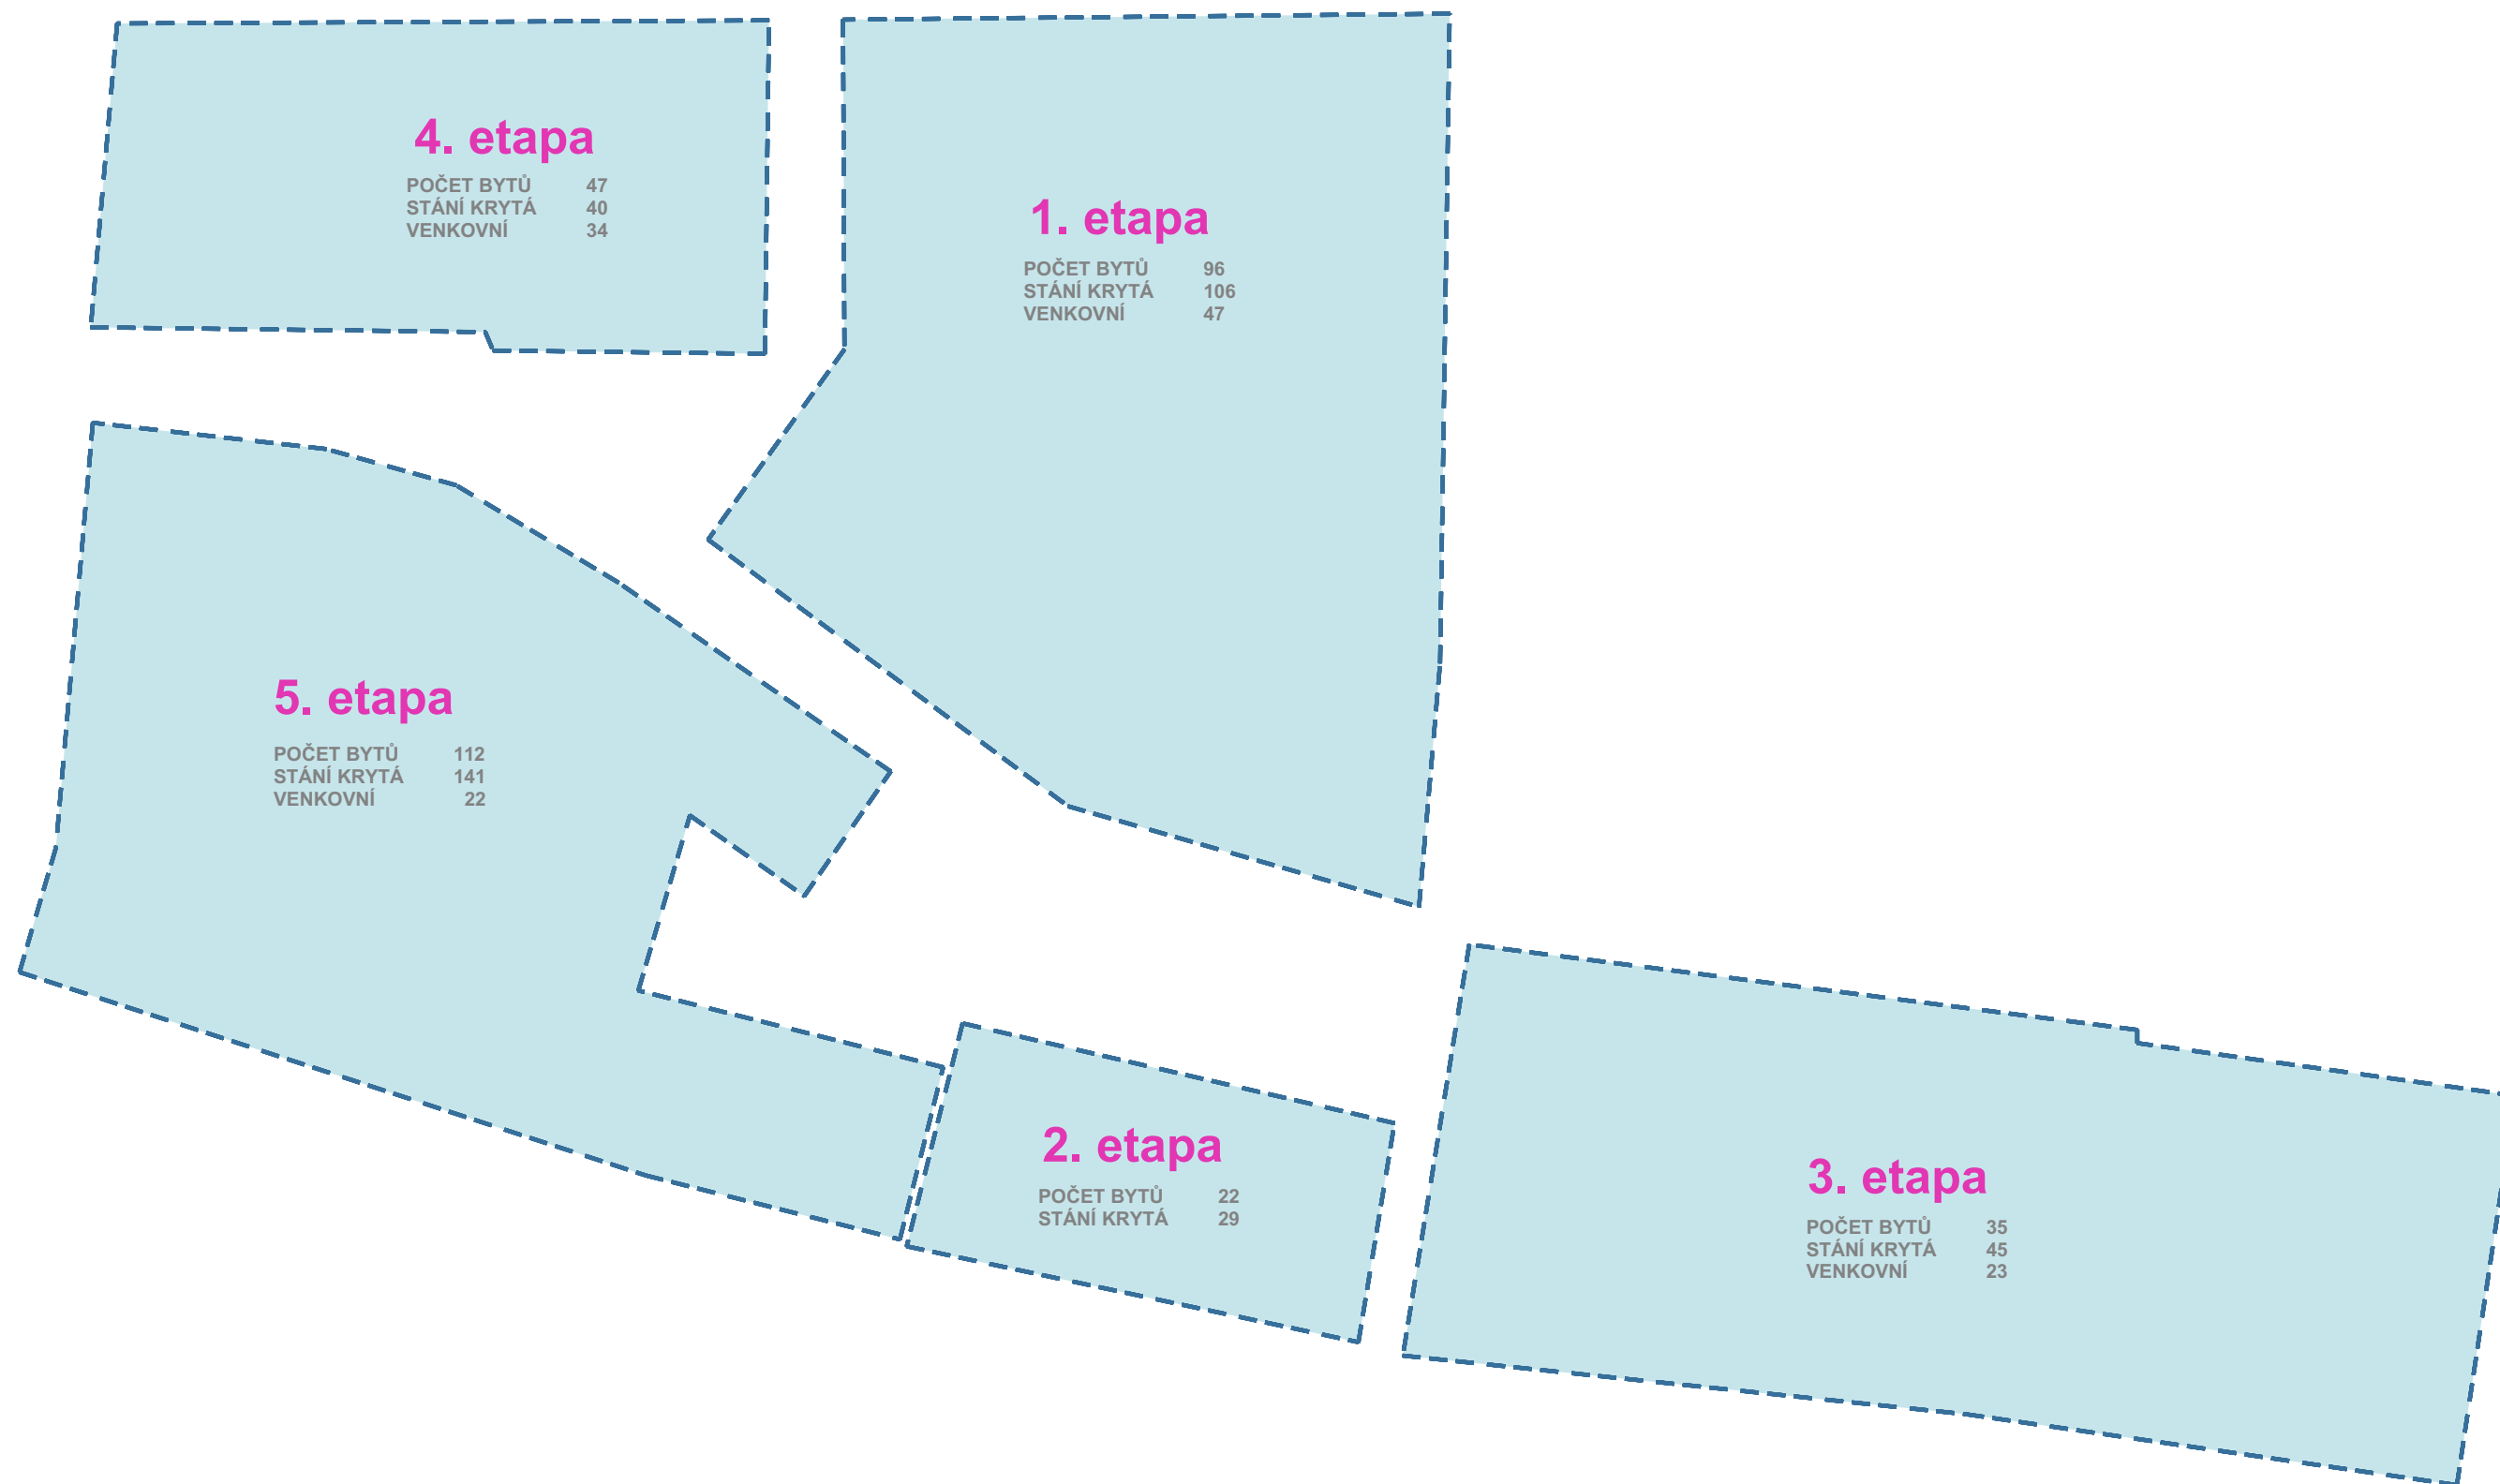 4. etapa
POČET BYTŮ 47
STÁNÍ KRYTÁ 40
VENKOVNÍ 34
1. etapa
POČET BYTŮ 96
STÁNÍ KRYTÁ 106
VENKOVNÍ 47
5. etapa
POČET BYTŮ 112
STÁNÍ KRYTÁ 141
VENKOVNÍ 22
2. etapa
POČET BYTŮ 22
STÁNÍ KRYTÁ 29
3. etapa
POČET BYTŮ 35
STÁNÍ KRYTÁ 45
VENKOVNÍ 23